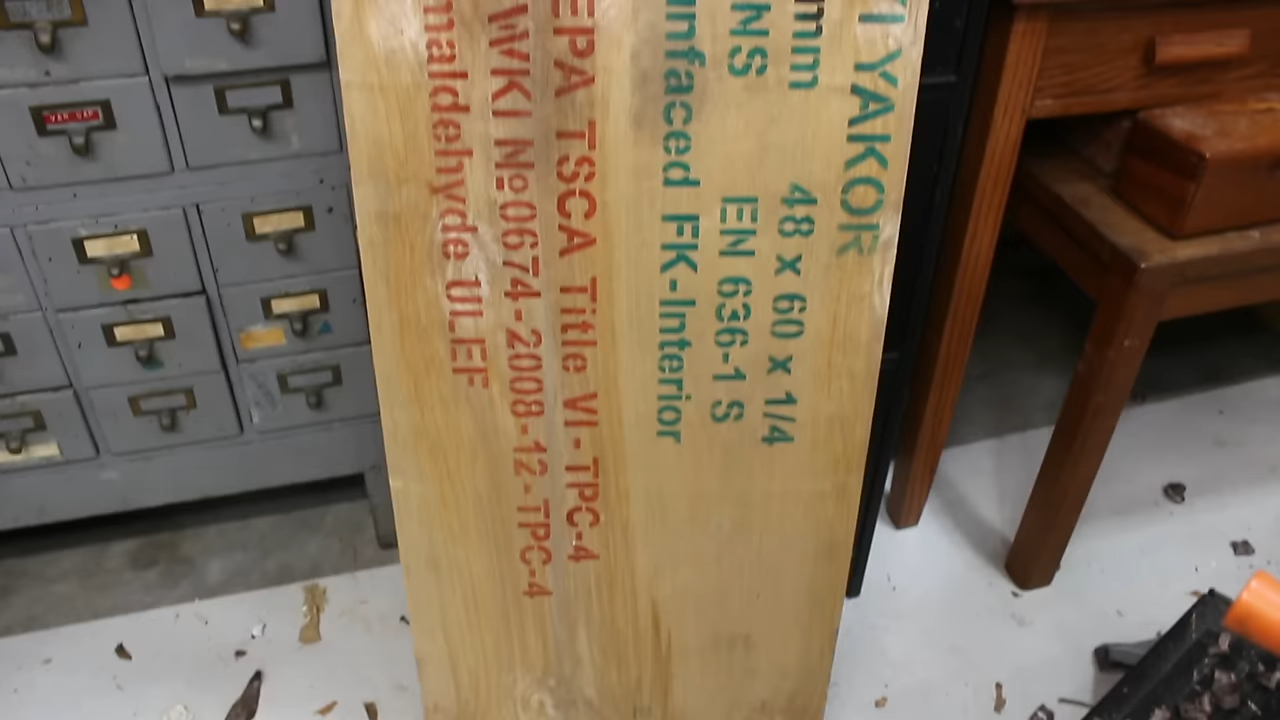 YAKOR
mm 48 x 60 x 1/4
NS EN 636-1 S
unfaced FK-Interior
EPA TSCA Title VI-TPC-4
WKI №0674-2008-12-TPC-4
maldehyde ULEF